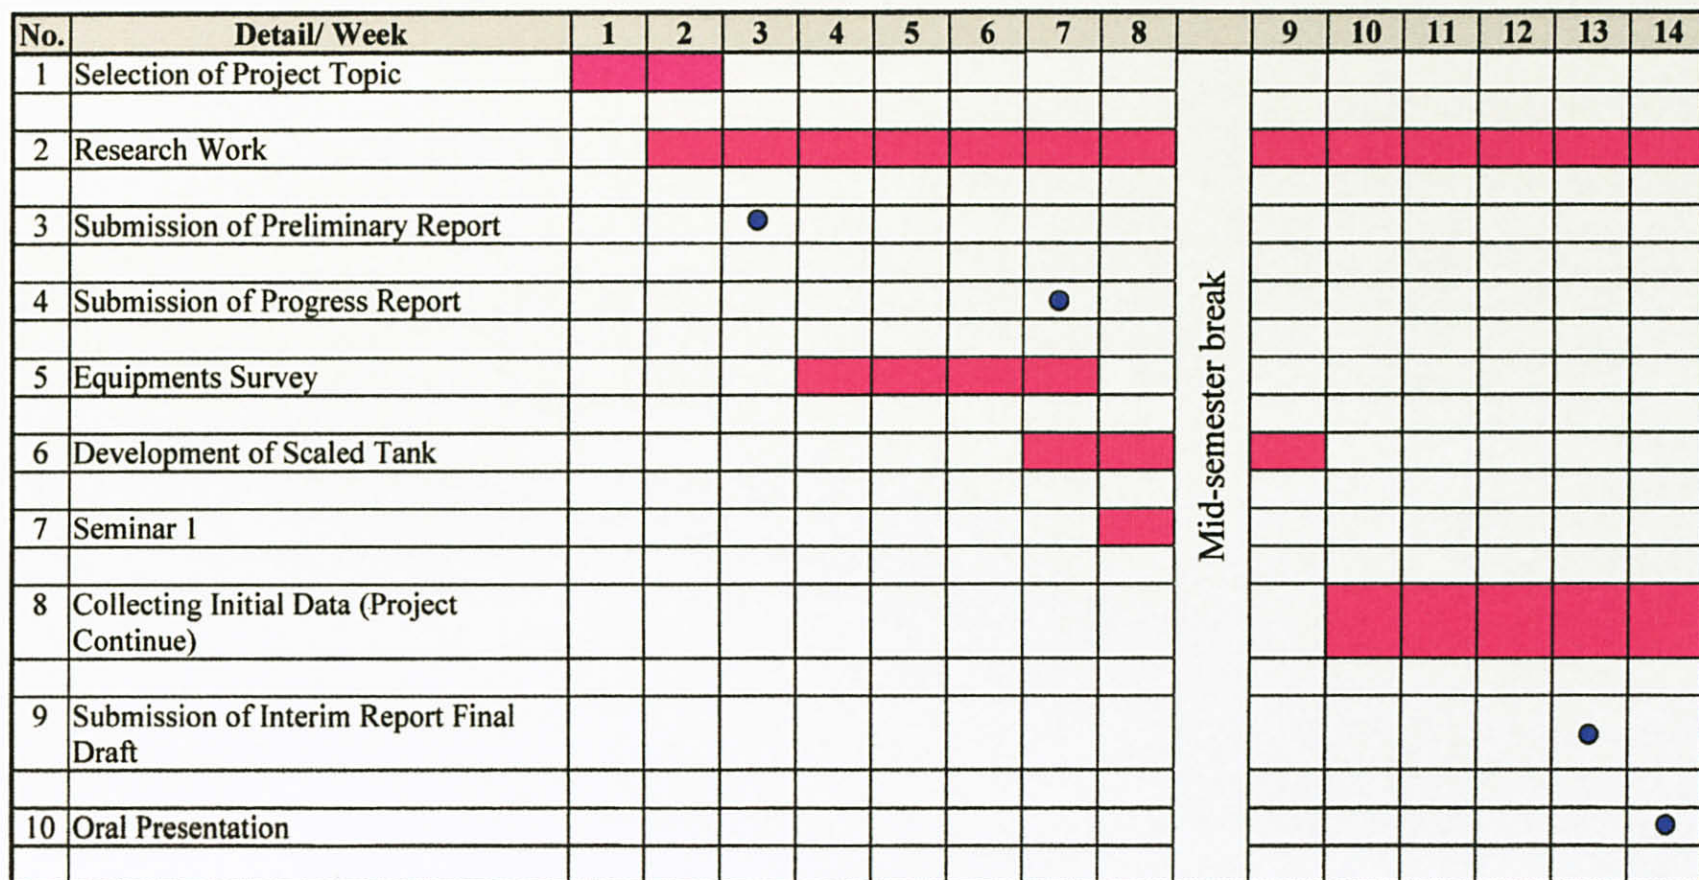 No. Detail/ Week 1 2 3 4 5 6 7 8 9 10 11 12 13 14
1 Selection of Project Topic
2 Research Work
3 Submission of Preliminary Report
4 Submission of Progress Report
5 Equipments Survey
6 Development of Scaled Tank
7 Seminar 1
8 Collecting Initial Data (Project
Continue)
9 Submission of Interim Report Final
Draft
10 Oral Presentation
Mid-semester break